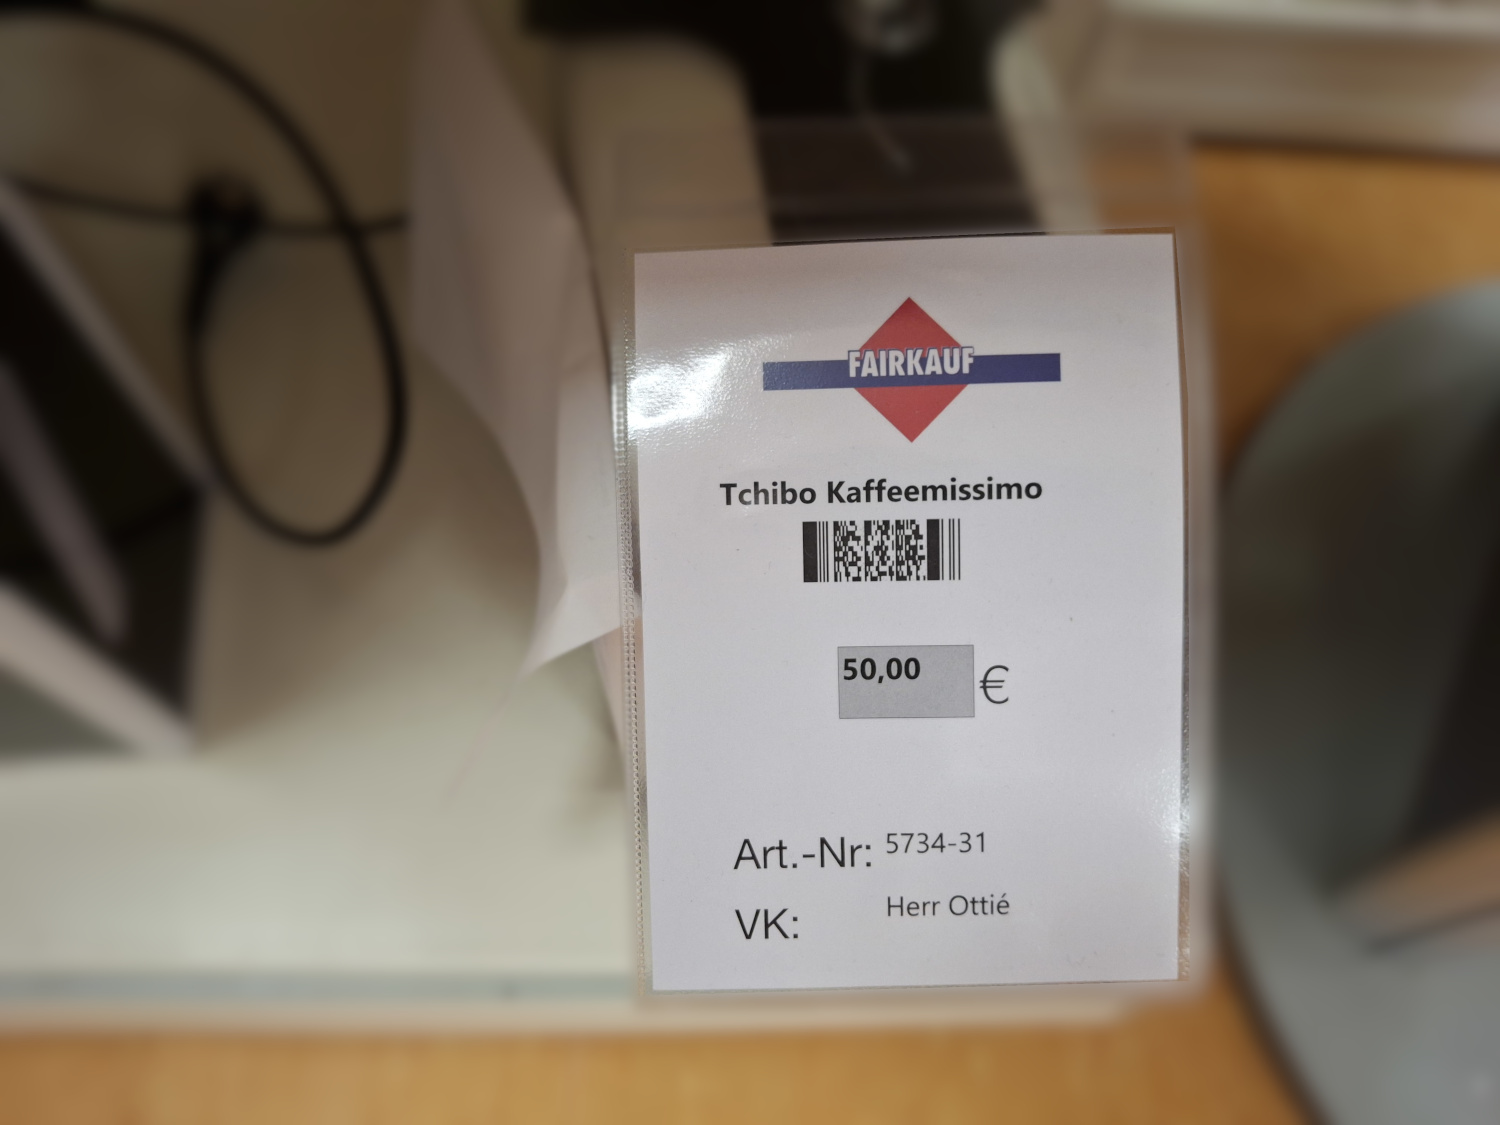 FAIRKAUF
Tchibo Kaffeemissimo
50,00 €
Art.-Nr: 5734-31
VK: Herr Ottié